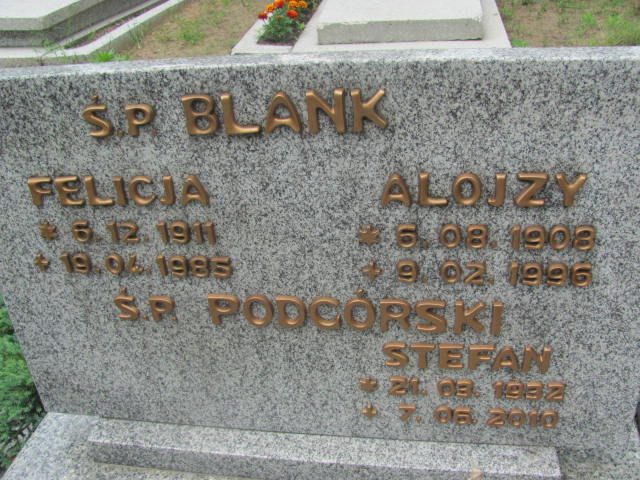 Ś.P. BLANK
FELICJA
* 6.12.1911
* 19.04.1985
ALOJZY
* 6.08.1908
* 9.02.1996
Ś.P. PODGÓRSKI
STEFAN
* 21.03.1932
* 7.06.2010